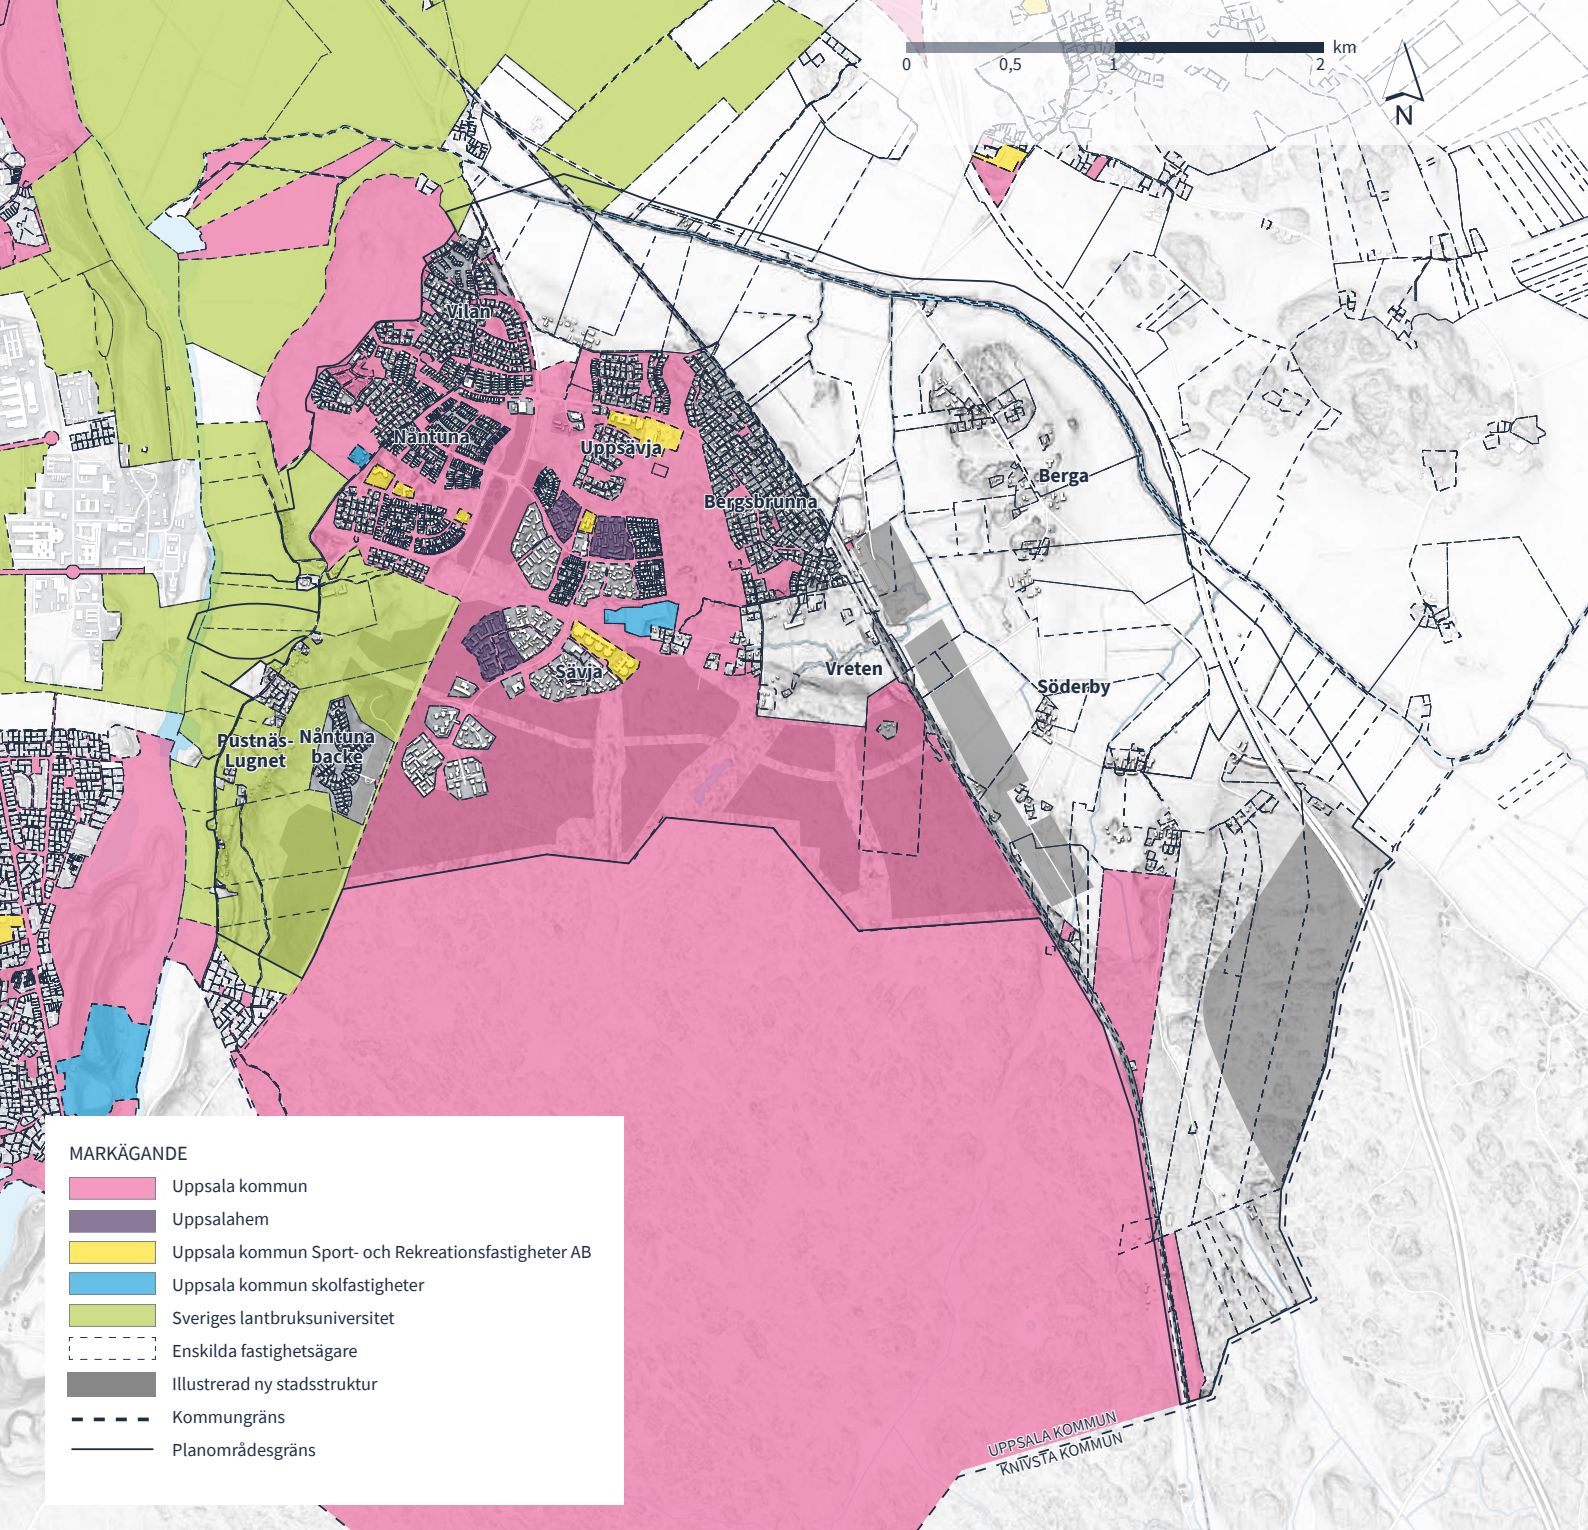 km
0 0,5 1 2
N
Vilan
Nåntuna
Uppsävja
Bergsbrunna
Berga
Vreten
Söderby
Sävja
Pustnäs-
Lugnet
Nåntuna
backe
UPPSALA KOMMUN
KNIVSTA KOMMUN
MARKÄGANDE
Uppsala kommun
Uppsalahem
Uppsala kommun Sport- och Rekreationsfastigheter AB
Uppsala kommun skolfastigheter
Sveriges lantbruksuniversitet
Enskilda fastighetsägare
Illustrerad ny stadsstruktur
Kommungräns
Planområdesgräns